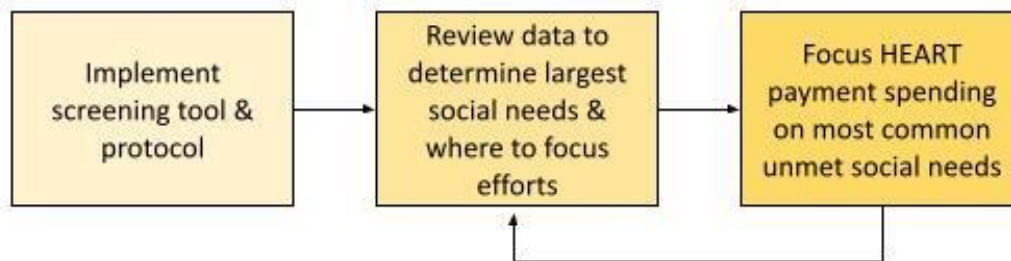 Implement
screening tool &
protocol
Review data to
determine largest
social needs &
where to focus
efforts
Focus HEART
payment spending
on most common
unmet social needs